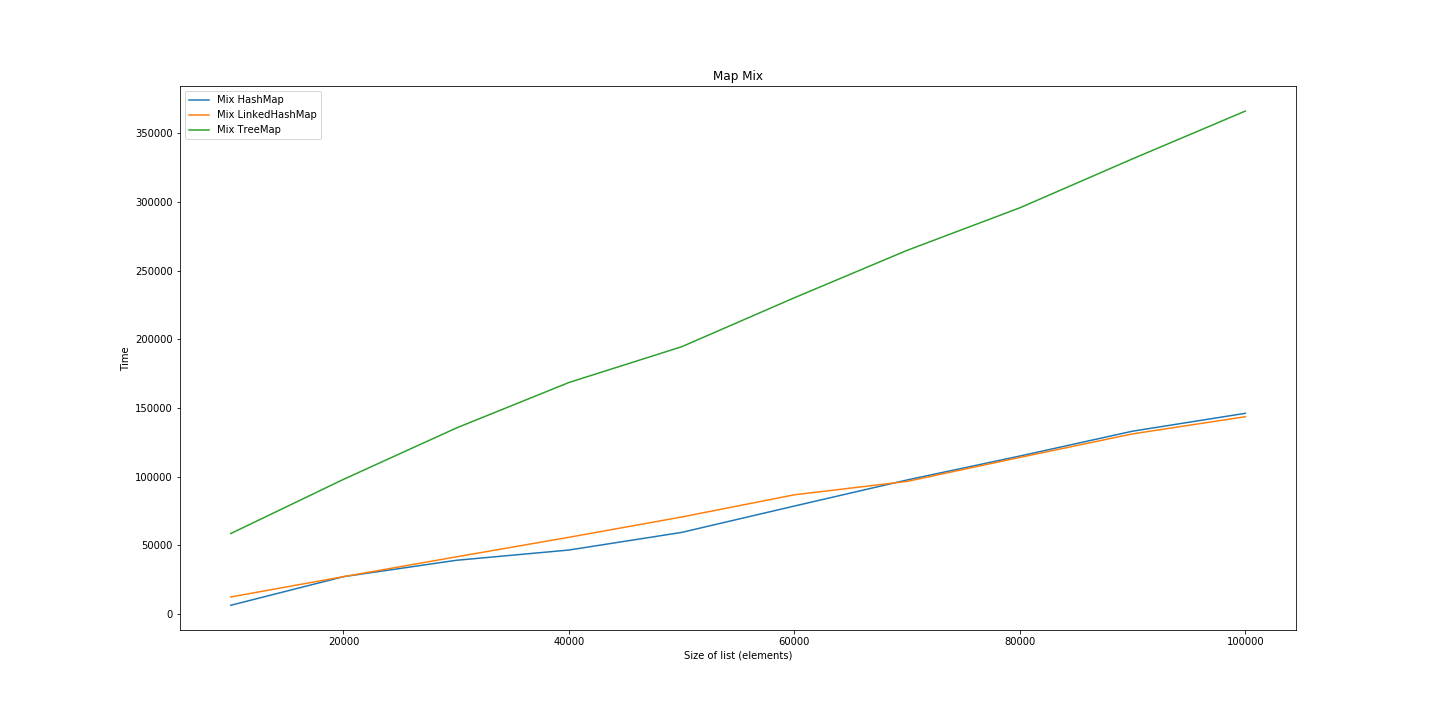 Map Mix
Mix HashMap
Mix LinkedHashMap
Mix TreeMap
350000
300000
250000
200000
150000
100000
50000
0
Time
20000
40000
60000
80000
100000
Size of list (elements)